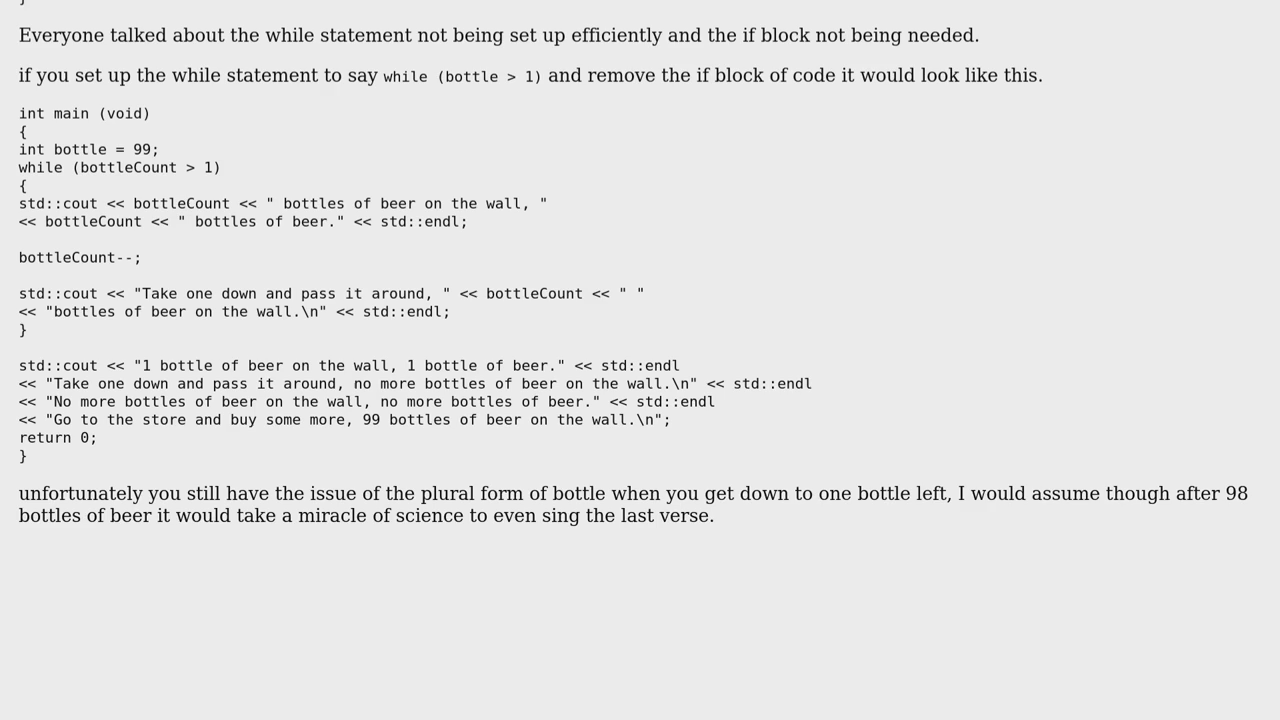 }
Everyone talked about the while statement not being set up efficiently and the if block not being needed.
if you set up the while statement to say while (bottle > 1) and remove the if block of code it would look like this.
int main (void)
{
int bottle = 99;
while (bottleCount > 1)
{
std::cout << bottleCount << " bottles of beer on the wall, "
<< bottleCount << " bottles of beer." << std::endl;
bottleCount--;
std::cout << "Take one down and pass it around, " << bottleCount << " "
<< "bottles of beer on the wall.\n" << std::endl;
}
std::cout << "1 bottle of beer on the wall, 1 bottle of beer." << std::endl
<< "Take one down and pass it around, no more bottles of beer on the wall.\n" << std::endl
<< "No more bottles of beer on the wall, no more bottles of beer." << std::endl
<< "Go to the store and buy some more, 99 bottles of beer on the wall.\n";
return 0;
}
unfortunately you still have the issue of the plural form of bottle when you get down to one bottle left, I would assume though after 98
bottles of beer it would take a miracle of science to even sing the last verse.